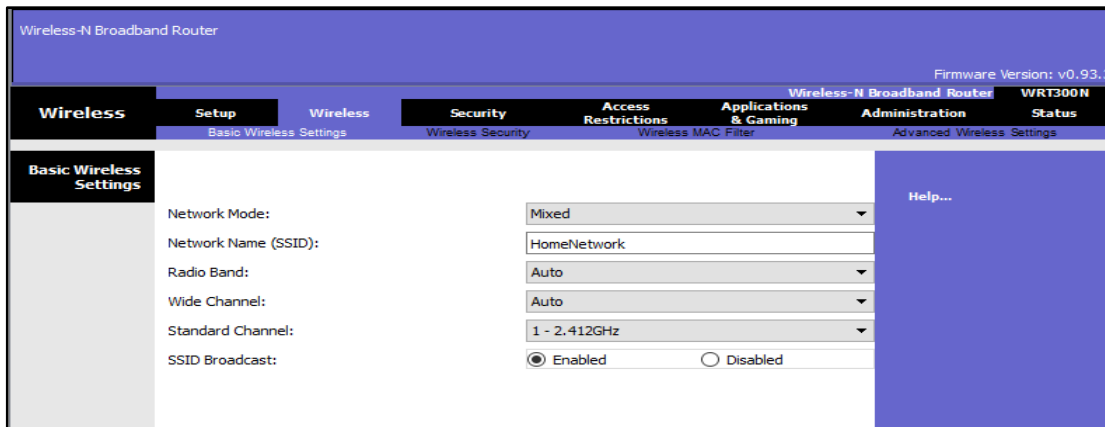 Wireless-N Broadband Router
Firmware Version: v0.93.
Wireless-N Broadband Router WRT300N
Wireless Setup Wireless Security Access Restrictions Applications & Gaming Administration Status
Basic Wireless Settings Wireless Security Wireless MAC Filter Advanced Wireless Settings
Basic Wireless Settings
Help...
Network Mode: Mixed
Network Name (SSID): HomeNetwork
Radio Band: Auto
Wide Channel: Auto
Standard Channel: 1 - 2.412GHz
SSID Broadcast: Enabled Disabled